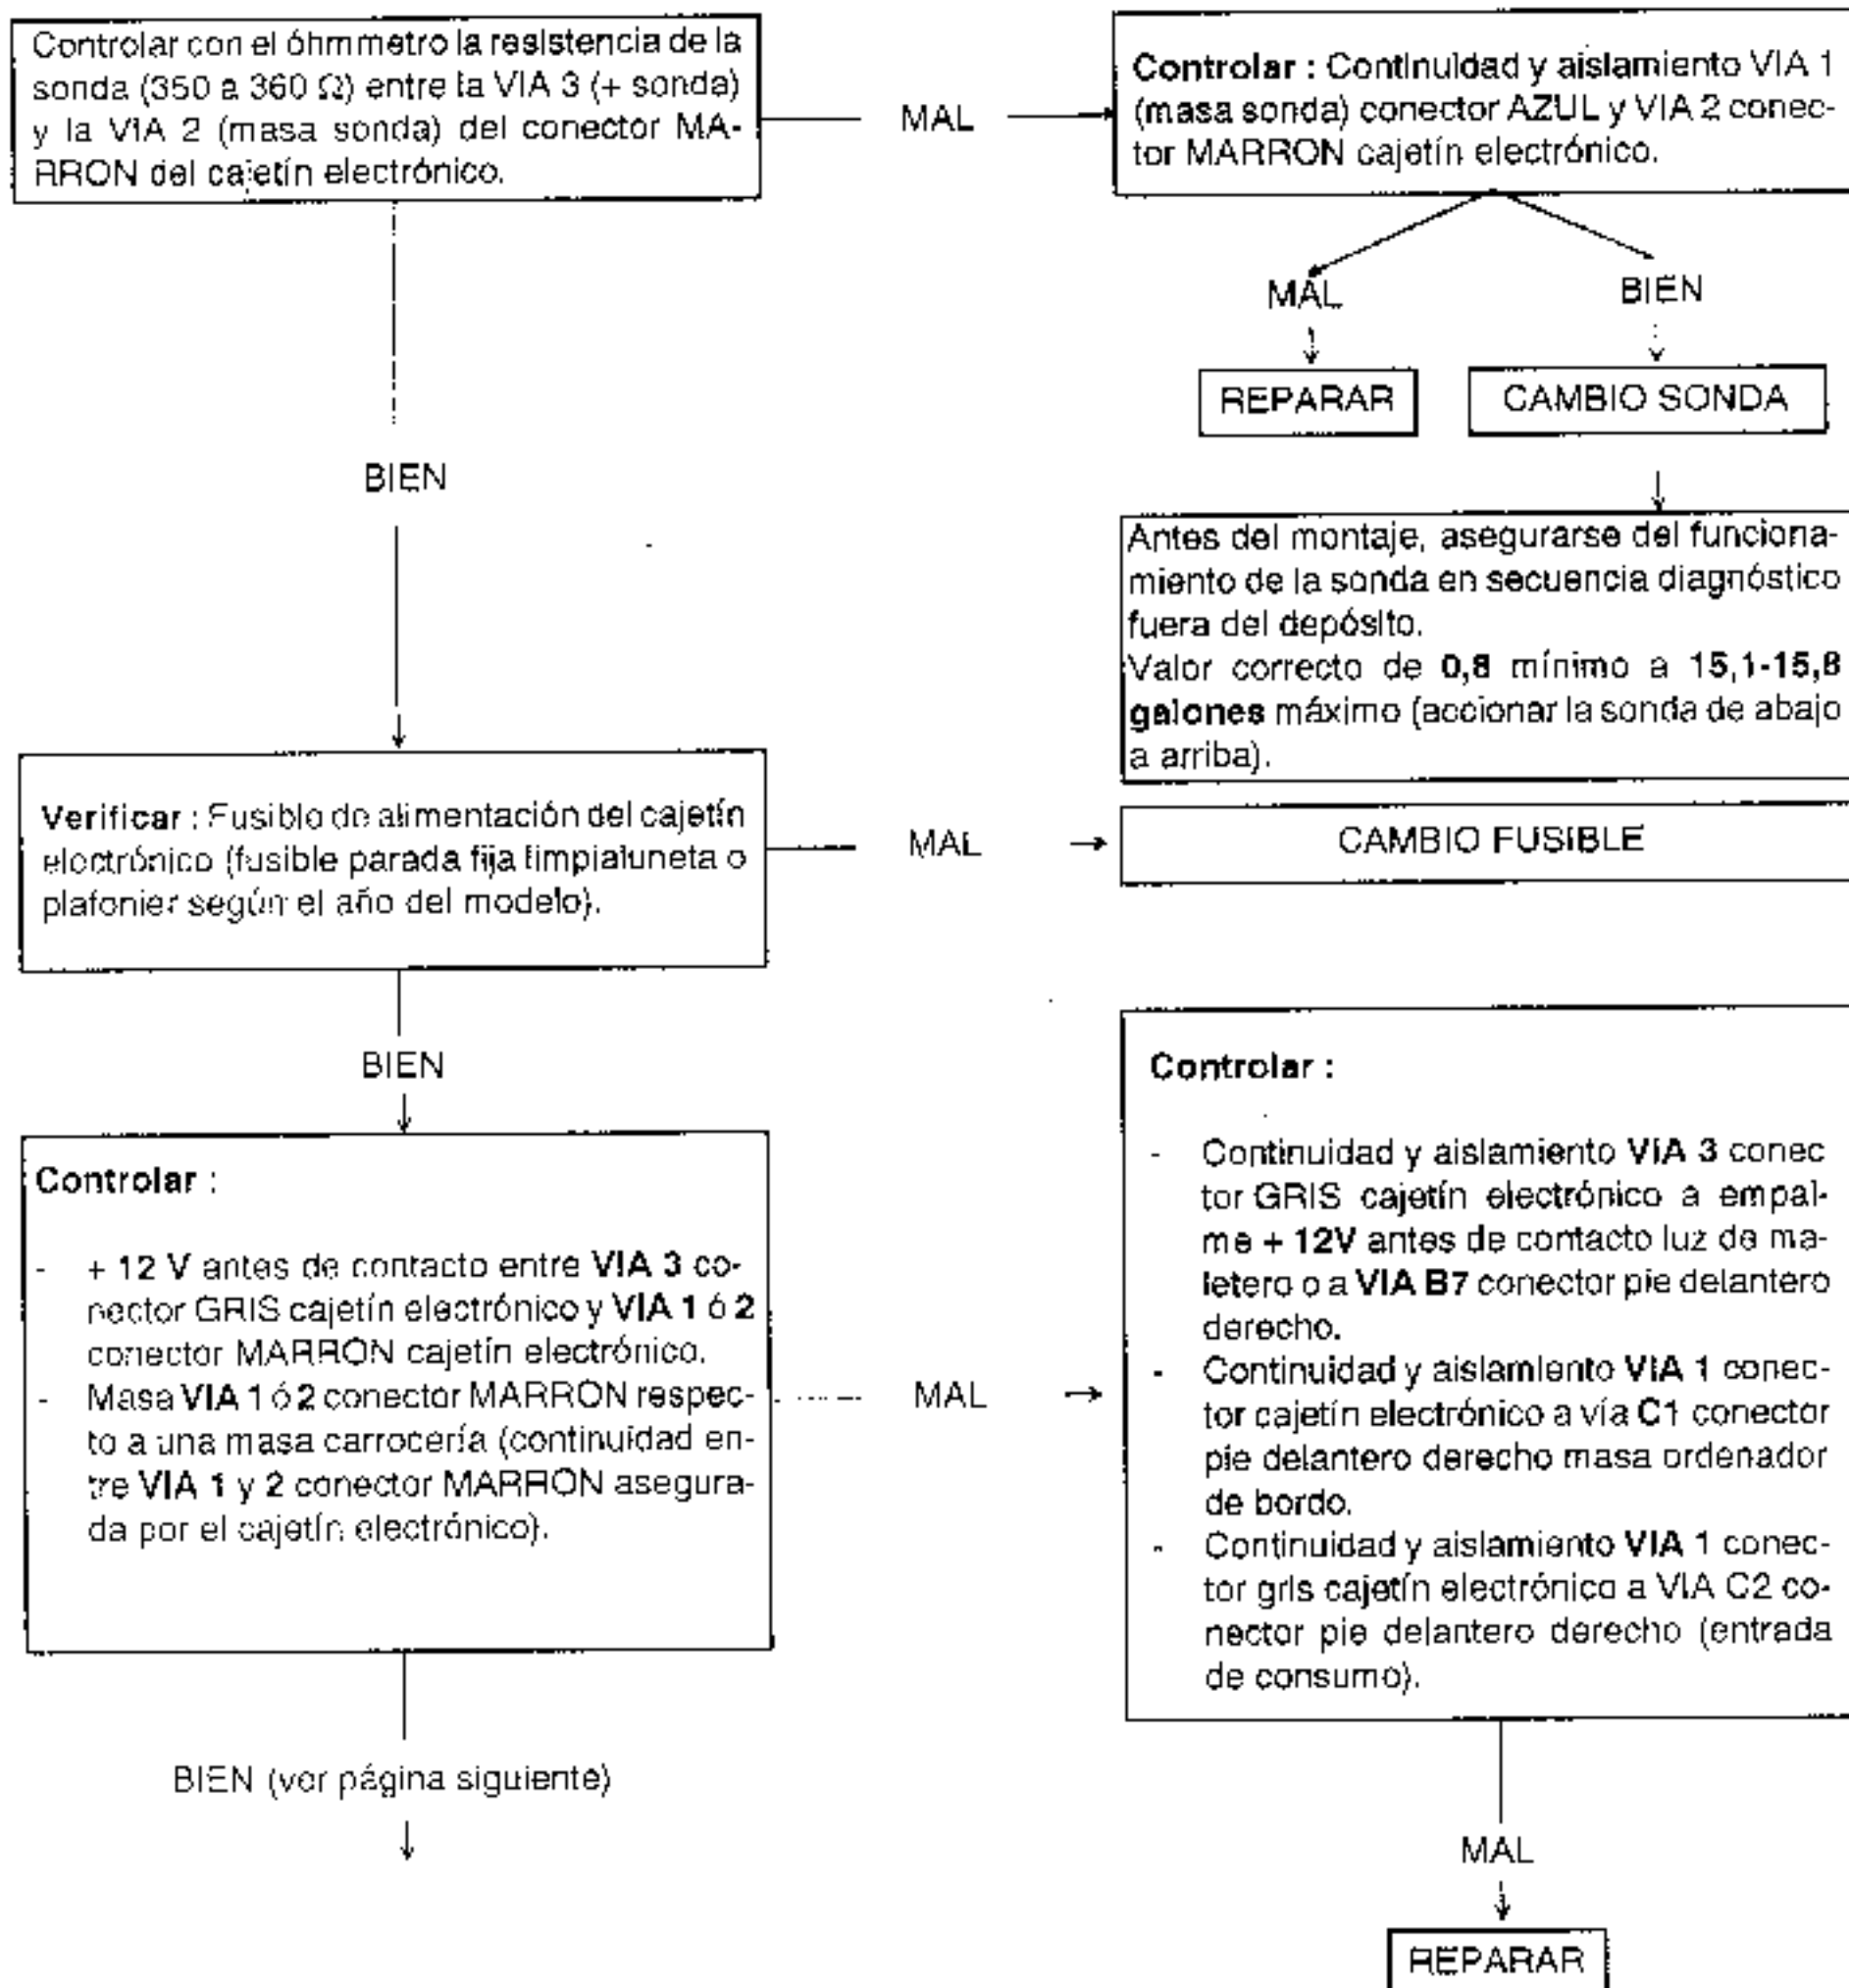 Controlar con el óhmmetro la resistencia de la
sonda (350 a 360 Ω) entre la VIA 3 (+ sonda)
y la VIA 2 (masa sonda) del conector MA-
RRON del cajetín electrónico.
MAL
Controlar : Continuidad y aislamiento VIA 1
(masa sonda) conector AZUL y VIA 2 conec-
tor MARRON cajetín electrónico.
MAL
BIEN
REPARAR
CAMBIO SONDA
BIEN
Antes del montaje, asegurarse del funciona-
miento de la sonda en secuencia diagnóstico
fuera del depósito.
Valor correcto de 0,8 mínimo a 15,1-15,8
galones máximo (accionar la sonda de abajo
a arriba).
Verificar : Fusiblo de alimentación del cajetín
electrónico (fusible parada fija limpialuneta o
plafonier según el año del modelo).
MAL
CAMBIO FUSIBLE
BIEN
Controlar :
- + 12 V antes de contacto entre VIA 3 co-
nector GRIS cajetín electrónico y VIA 1 ó 2
conector MARRON cajetín electrónico.
- Masa VIA 1 ó 2 conector MARRON respec-
to a una masa carrocería (continuidad en-
tre VIA 1 y 2 conector MARRON asegura-
da por el cajetín electrónico).
MAL
Controlar :
- Continuidad y aislamiento VIA 3 conec
tor GRIS cajetín electrónico a empal-
me + 12V antes de contacto luz de ma-
letero o a VIA B7 conector pie delantero
derecho.
- Continuidad y aislamiento VIA 1 conec-
tor cajetín electrónico a vía C1 conector
pie delantero derecho masa ordenador
de bordo.
- Continuidad y aislamiento VIA 1 conec-
tor gris cajetín electrónico a VIA C2 co-
nector pie delantero derecho (entrada
de consumo).
BIEN (ver página siguiente)
MAL
REPARAR